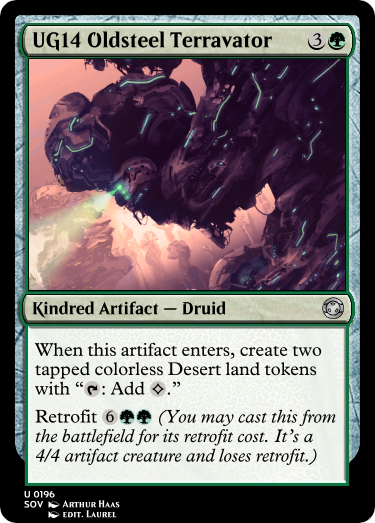 UG14 Oldsteel Terravator 3
Kindred Artifact — Druid
When this artifact enters, create two
tapped colorless Desert land tokens
with “: Add .”
Retrofit 6 (You may cast this from
the battlefield for its retrofit cost. It’s a
4/4 artifact creature and loses retrofit.)
U 0196
SOV Arthur Haas
edit. Laurel